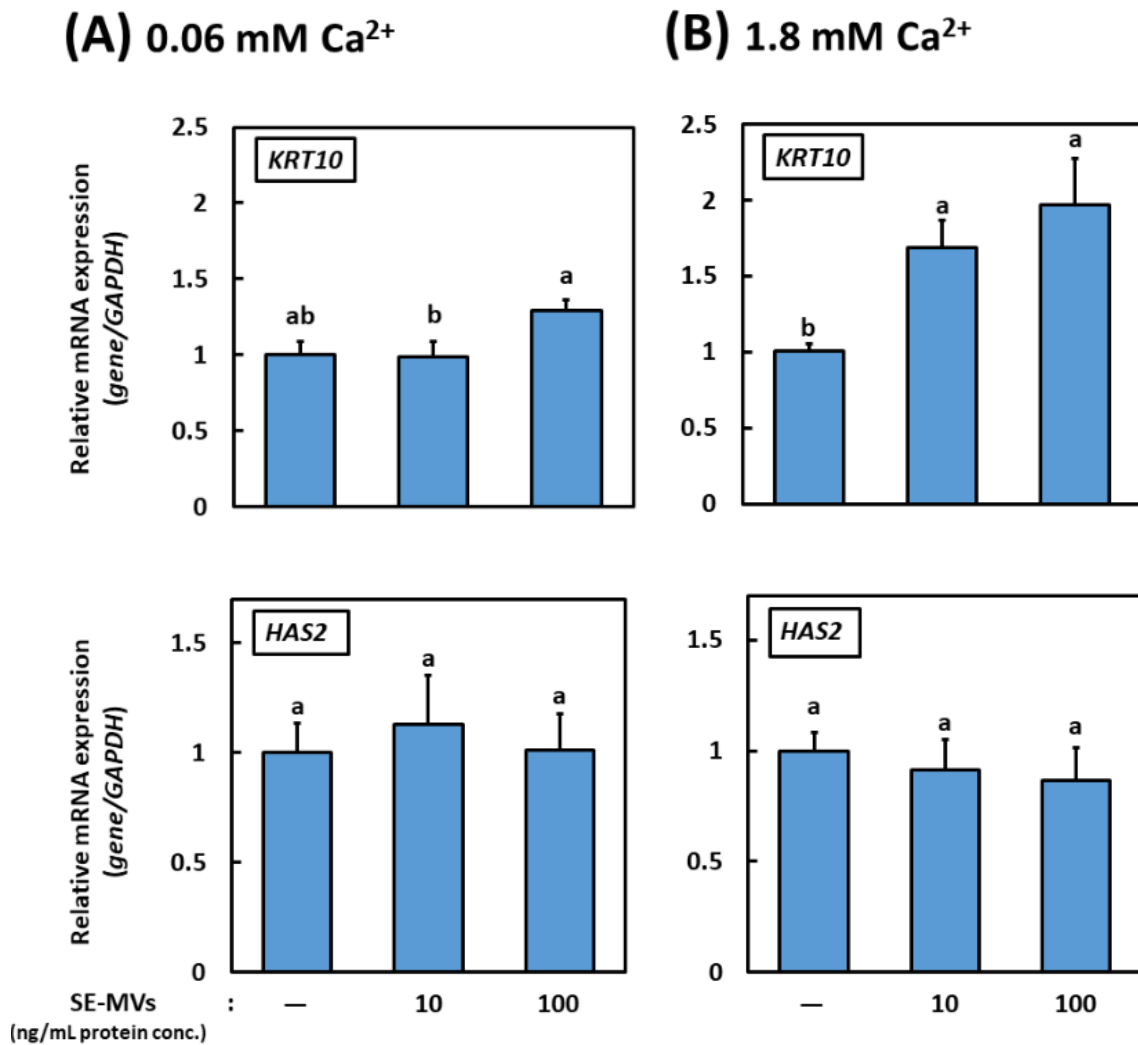 (A) 0.06 mM Ca²⁺
(B) 1.8 mM Ca²⁺
Relative mRNA expression
(gene/GAPDH)
2.5
2
1.5
1
0.5
0
KRT10
ab
b
a
2.5
2
1.5
1
0.5
0
KRT10
b
a
a
Relative mRNA expression
(gene/GAPDH)
1.5
1
0.5
0
HAS2
a
a
a
1.5
1
0.5
0
HAS2
a
a
a
SE-MVs : — 10 100 — 10 100
(ng/mL protein conc.)